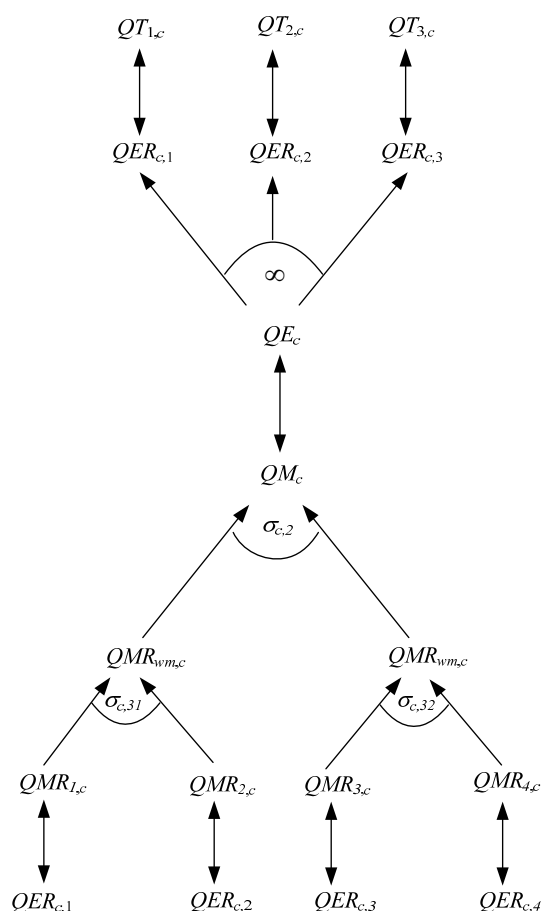 QT1,c QT2,c QT3,c
QERc,1 QERc,2 QERc,3
∞
QEc
QMc
σc,2
QMRwm,c QMRwm,c
σc,31 σc,32
QMR1,c QMR2,c QMR3,c QMR4,c
QERc,1 QERc,2 QERc,3 QERc,4